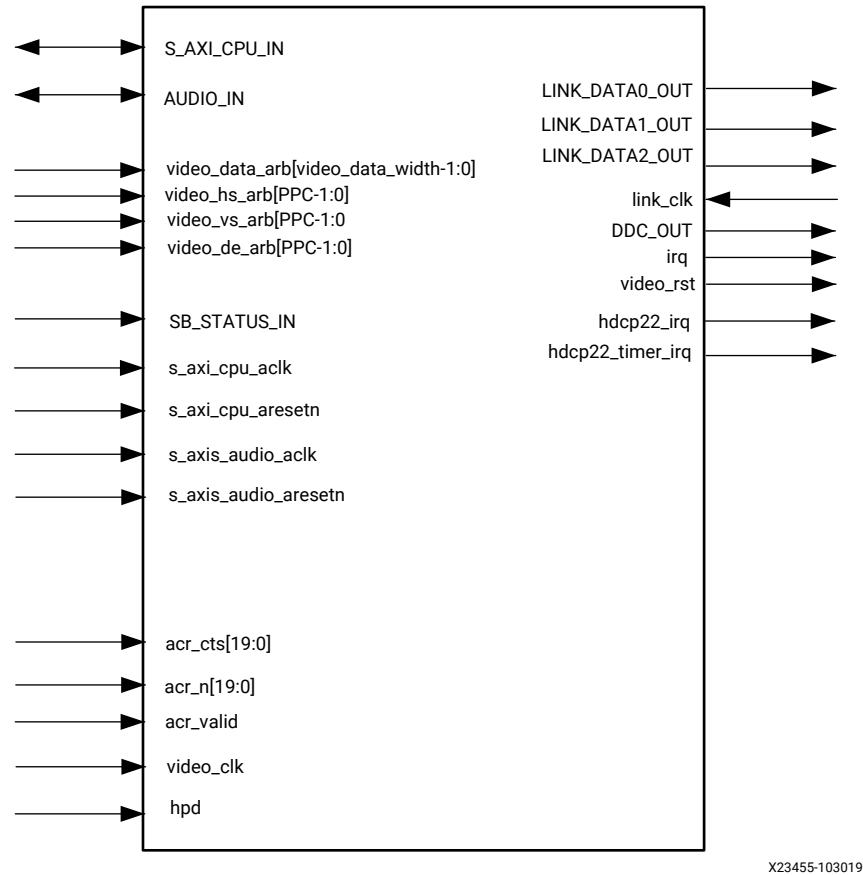 S_AXI_CPU_IN
AUDIO_IN
video_data_arb[video_data_width-1:0]
video_hs_arb[PPC-1:0]
video_vs_arb[PPC-1:0
video_de_arb[PPC-1:0]
SB_STATUS_IN
s_axi_cpu_aclk
s_axi_cpu_aresetn
s_axis_audio_aclk
s_axis_audio_aresetn
acr_cts[19:0]
acr_n[19:0]
acr_valid
video_clk
hpd
LINK_DATA0_OUT
LINK_DATA1_OUT
LINK_DATA2_OUT
link_clk
DDC_OUT
irq
video_rst
hdcp22_irq
hdcp22_timer_irq
X23455-103019